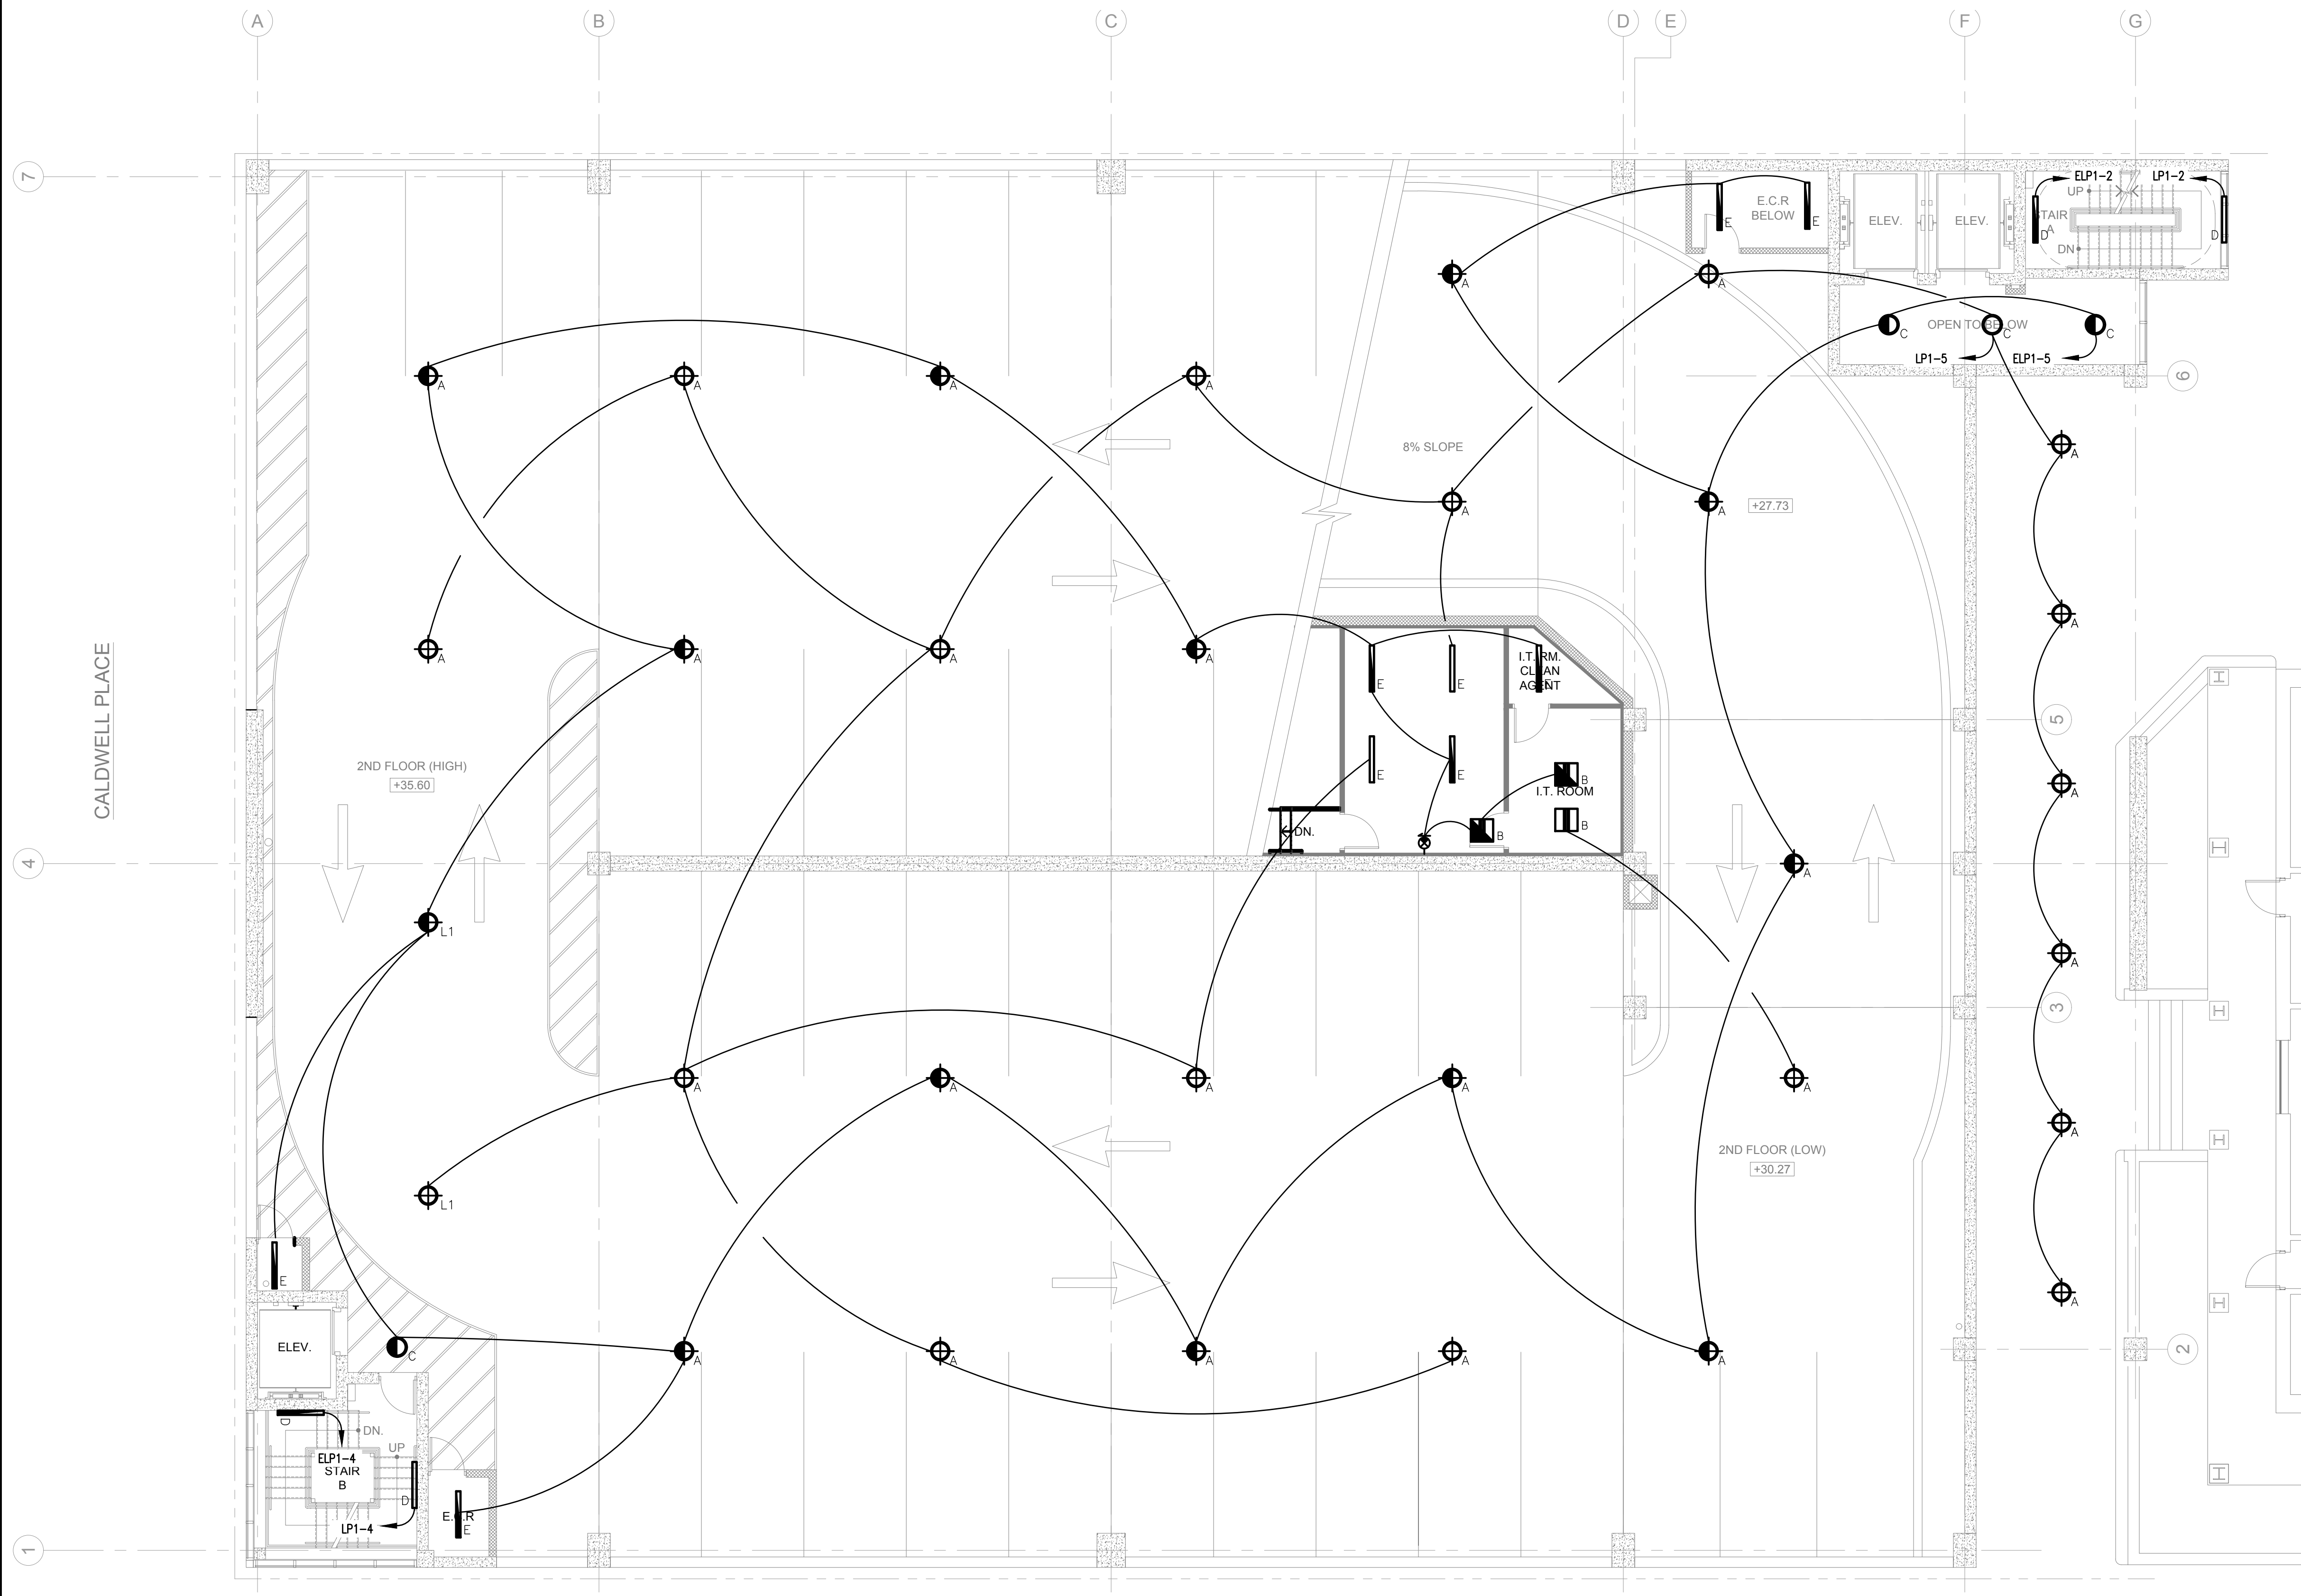 A
B
C
D
E
F
G
7
E.C.R
BELOW
E
E
ELEV.
ELEV.
ELP1-2
LP1-2
UP
STAIR
A
D
D
DN
A
A
C
OPEN TO BELOW
C
C
LP1-5
ELP1-5
6
A
A
A
A
A
8% SLOPE
A
A
+27.73
A
A
A
A
A
I.T. RM.
CLEAN
AGENT
E
E
E
5
CALDWELL PLACE
2ND FLOOR (HIGH)
+35.60
E
E
B
I.T. ROOM
B
B
DN.
A
4
A
L1
A
3
A
A
A
A
A
A
2ND FLOOR (LOW)
+30.27
L1
E
A
ELEV.
C
A
A
A
A
A
2
D
DN.
UP
ELP1-4
STAIR
B
D
LP1-4
E.C.R
E
1